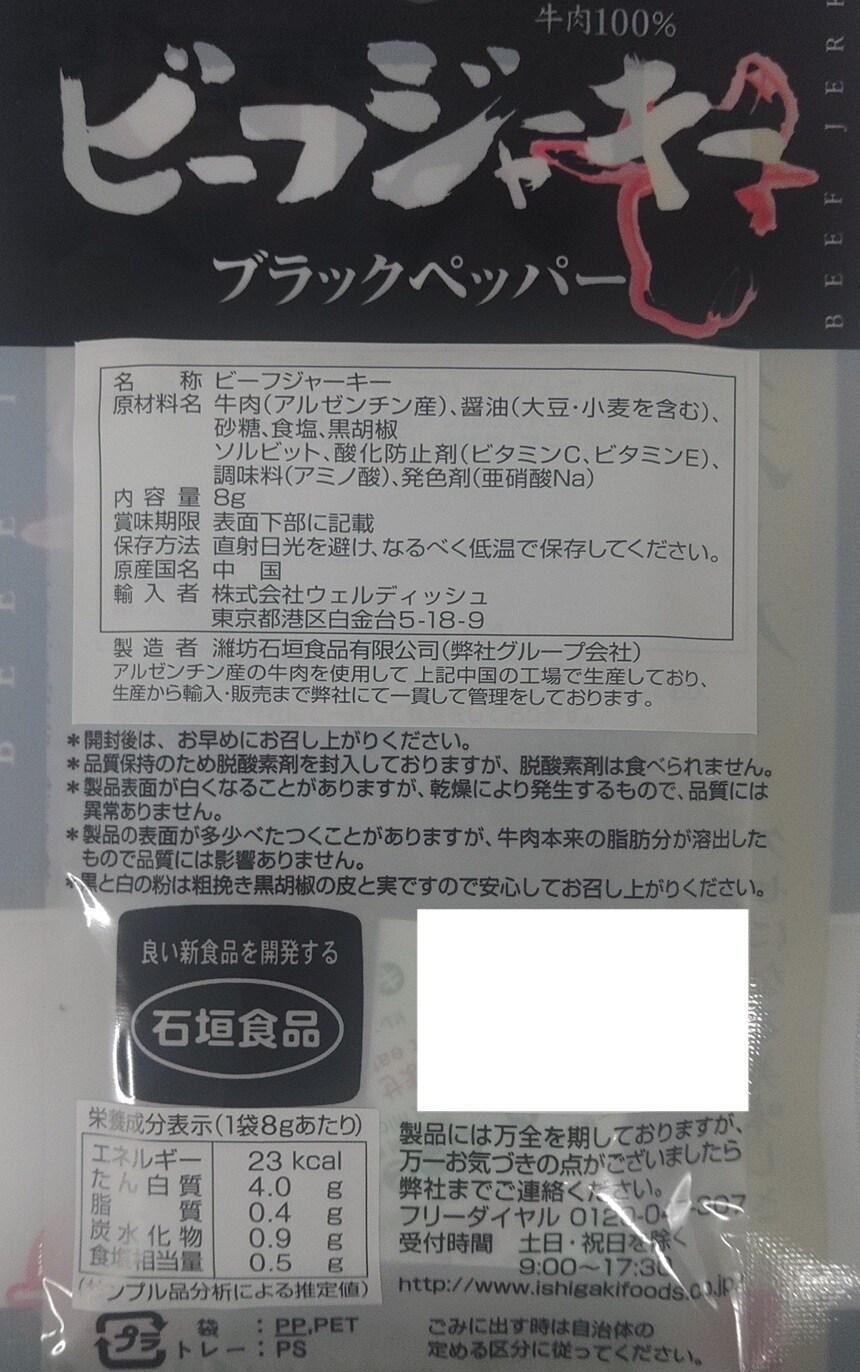 牛肉100%
ビーフジャーキー
ブラックペッパー
BEEF JER
名称 ビーフジャーキー
原材料名 牛肉(アルゼンチン産)、醤油(大豆・小麦を含む)、
砂糖、食塩、黒胡椒
ソルビット、酸化防止剤(ビタミンC、ビタミンE)、
調味料(アミノ酸)、発色剤(亜硝酸Na)
内容量 8g
賞味期限 表面下部に記載
保存方法 直射日光を避け、なるべく低温で保存してください。
原産国名 中国
輸入者 株式会社ウェルディッシュ
東京都港区白金台5-18-9
製造者 濰坊石垣食品有限公司(弊社グループ会社)
アルゼンチン産の牛肉を使用して上記中国の工場で生産しており、
生産から輸入・販売まで弊社にて一貫して管理をしております。
*開封後は、お早めにお召し上がりください。
*品質保持のため脱酸素剤を封入しておりますが、脱酸素剤は食べられません。
*製品表面が白くなることがありますが、乾燥により発生するもので、品質には
異常ありません。
*製品の表面が多少べたつくことがありますが、牛肉本来の脂肪分が溶出した
もので品質には影響ありません。
*黒と白の粉は粗挽き黒胡椒の皮と実ですので安心してお召し上がりください。
良い新食品を開発する
石垣食品
栄養成分表示(1袋8gあたり)
エネルギー 23 kcal
たん白質 4.0 g
脂質 0.4 g
炭水化物 0.9 g
食塩相当量 0.5 g
(サンプル品分析による推定値)
製品には万全を期しておりますが、
万一お気づきの点がございましたら
弊社までご連絡ください。
フリーダイヤル
受付時間 土日・祝日を除く
9:00〜17:30
http://www.ishigakifoods.co.jp
プラ
袋:PP,PET
トレー:PS
ごみに出す時は自治体の
定める区分に従ってください。